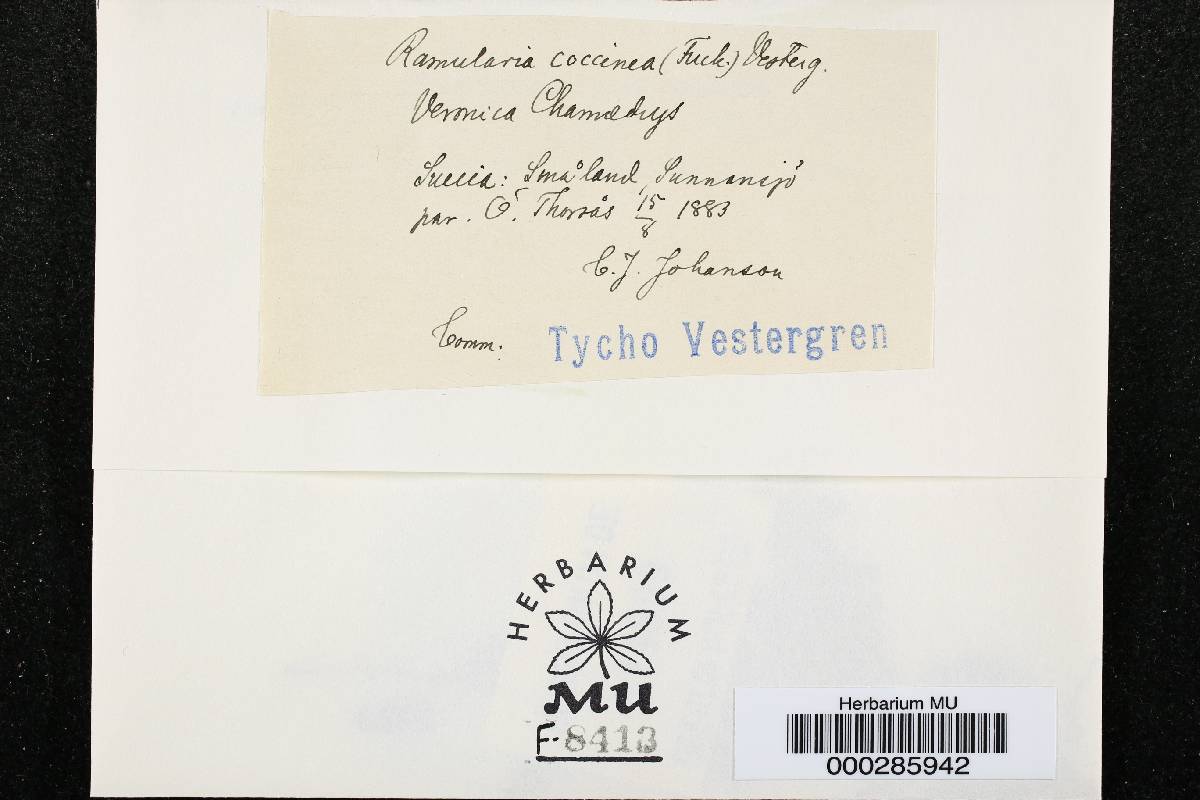 Ramularia coccinea (Fuck.) Vesterg.
Veronica Chamædrys
Suecia: Småland, Sunnansjö
par. Ö. Thorsås 15/8 1883
C.J. Johanson
Comm. Tycho Vestergren
HERBARIUM
MU
F-8413
Herbarium MU
000285942